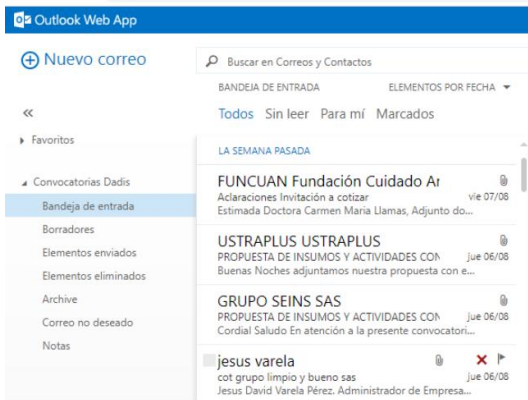 Outlook Web App
Nuevo correo
Buscar en Correos y Contactos
BANDEJA DE ENTRADA ELEMENTOS POR FECHA
Todos Sin leer Para mí Marcados
«
Favoritos
LA SEMANA PASADA
Convocatorias Dadis
Bandeja de entrada
Borradores
Elementos enviados
Elementos eliminados
Archive
Correo no deseado
Notas
FUNCUAN Fundación Cuidado Ar
Aclaraciones Invitación a cotizar vie 07/08
Estimada Doctora Carmen María Llamas, Adjunto do...
USTRAPLUS USTRAPLUS
PROPUESTA DE INSUMOS Y ACTIVIDADES CON jue 06/08
Buenas Noches adjuntamos nuestra propuesta con e...
GRUPO SEINS SAS
PROPUESTA DE INSUMOS Y ACTIVIDADES CON jue 06/08
Cordial Saludo En atención a la presente convocatori...
jesus varela
cot grupo limpio y bueno sas jue 06/08
Jesus David Varela Pérez. Administrador de Empresa...